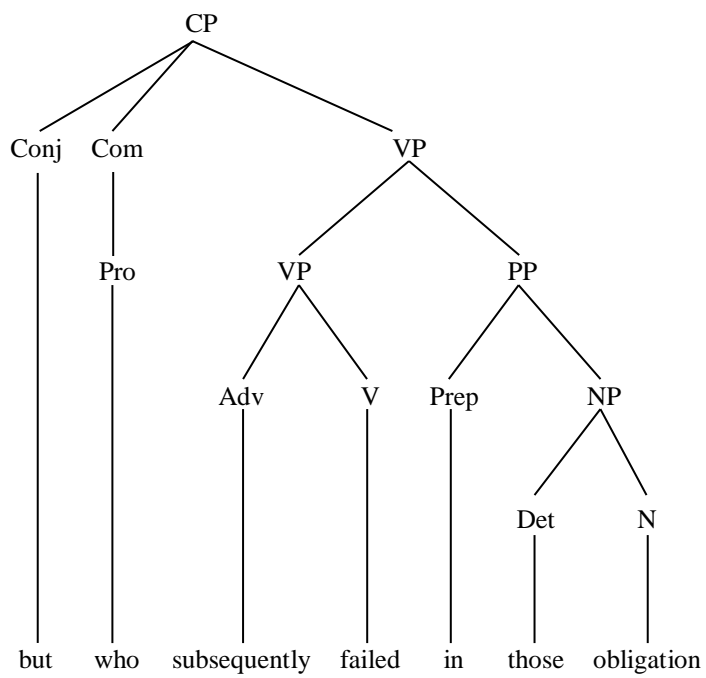 CP
Conj Com VP
Pro VP PP
Adv V Prep NP
Det N
but who subsequently failed in those obligation